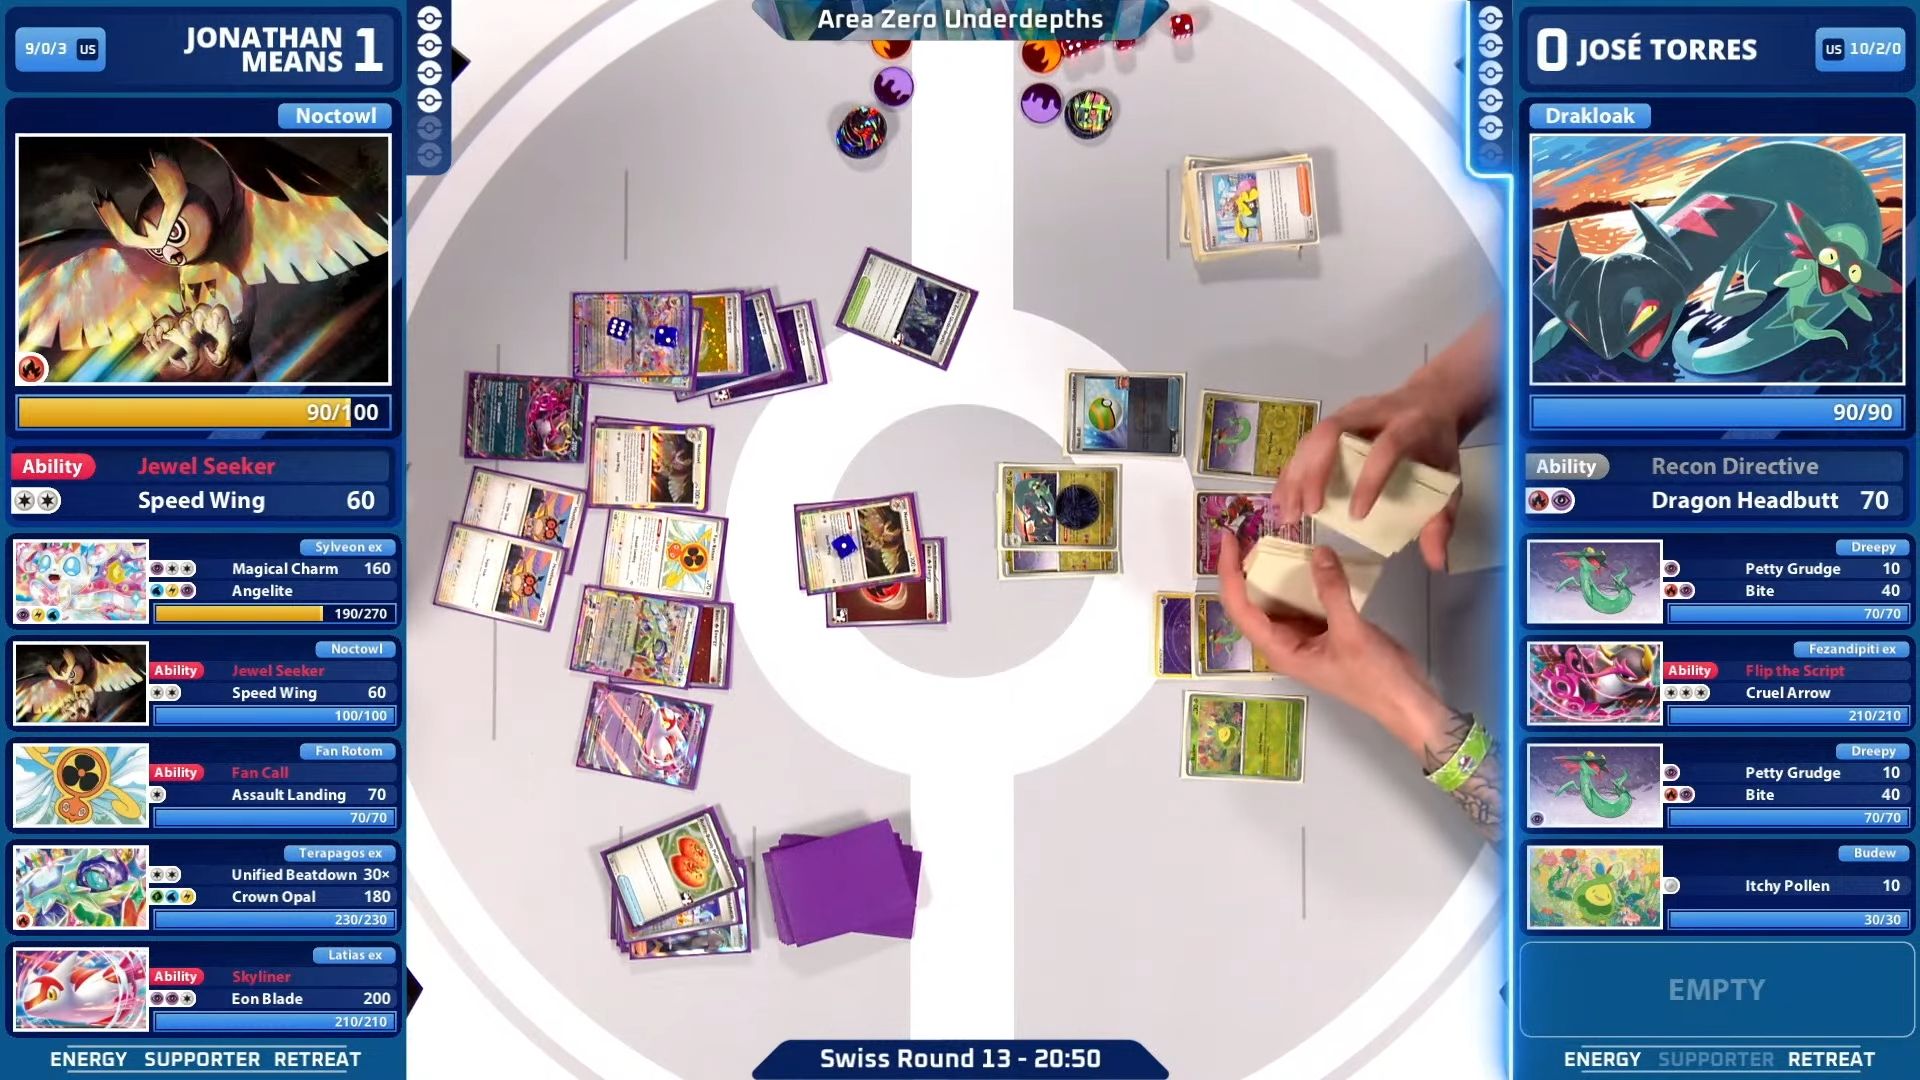 Area Zero Underdepths
9/0/3 US
JONATHAN
MEANS
1
Noctowl
90/100
Ability Jewel Seeker
Speed Wing 60
Sylveon ex
Magical Charm 160
Angelite
190/270
Noctowl
Ability Jewel Seeker
Speed Wing 60
100/100
Fan Rotom
Ability Fan Call
Assault Landing 70
70/70
Terapagos ex
Unified Beatdown 30×
Crown Opal 180
230/230
Latias ex
Ability Skyliner
Eon Blade 200
210/210
ENERGY SUPPORTER RETREAT
Swiss Round 13 - 20:50
0 JOSÉ TORRES
US 10/2/0
Drakloak
90/90
Ability Recon Directive
Dragon Headbutt 70
Dreepy
Petty Grudge 10
Bite 40
70/70
Fezandipiti ex
Ability Flip the Script
Cruel Arrow
210/210
Dreepy
Petty Grudge 10
Bite 40
70/70
Budew
Itchy Pollen 10
30/30
EMPTY
ENERGY SUPPORTER RETREAT